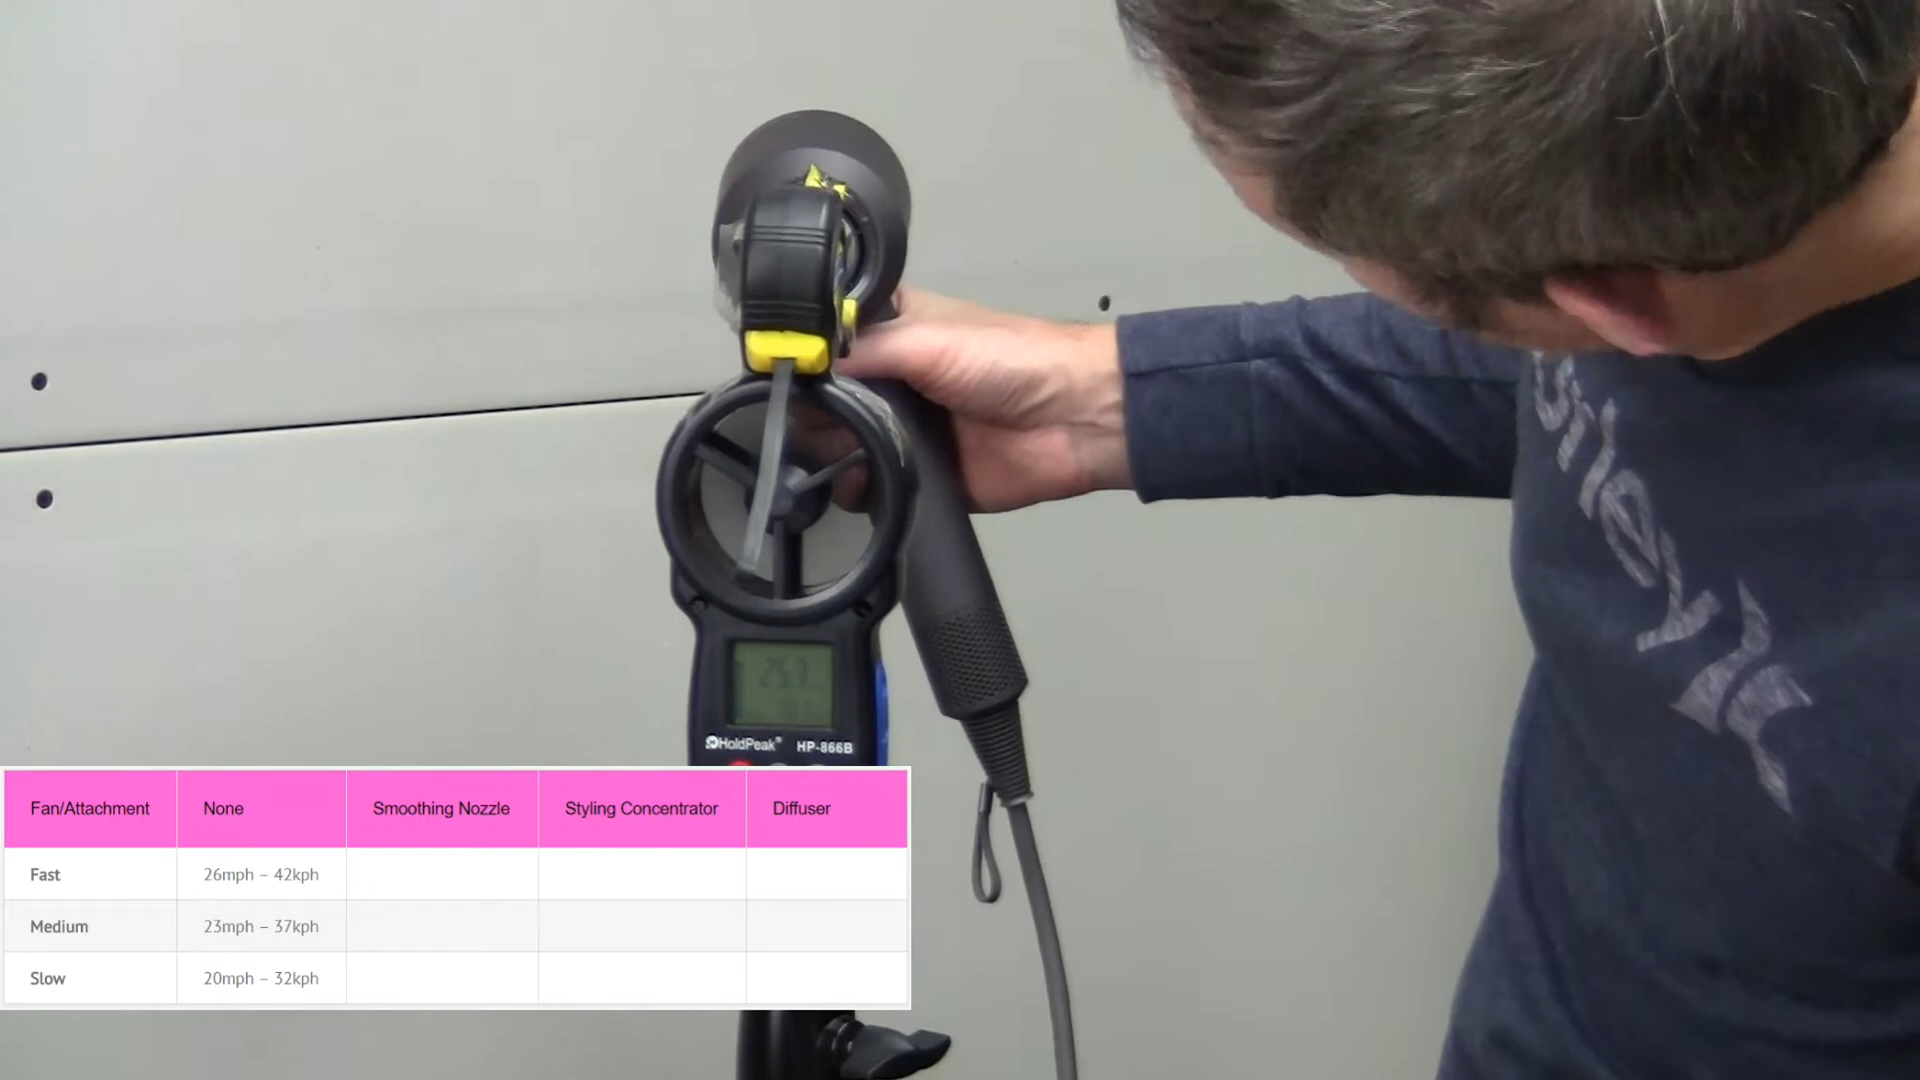 HoldPeak® HP-866B
Fan/Attachment None Smoothing Nozzle Styling Concentrator Diffuser
Fast 26mph – 42kph
Medium 23mph – 37kph
Slow 20mph – 32kph